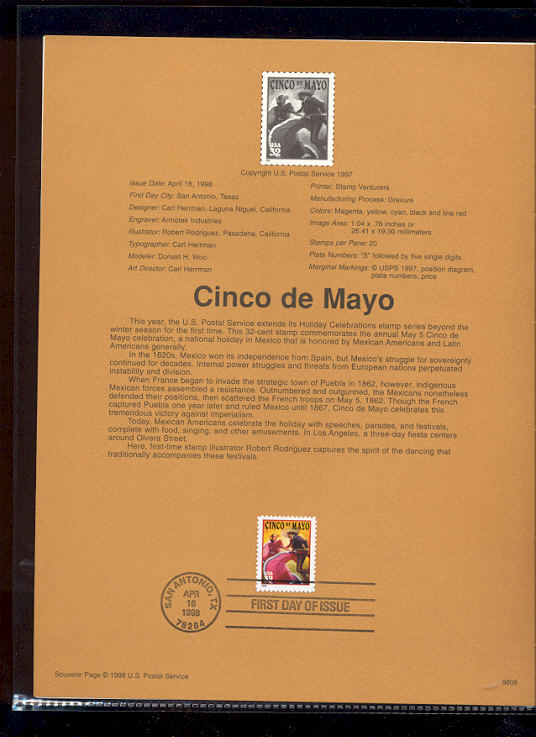 CINCO DE MAYO
USA
32
Copyright U.S. Postal Service 1997
Issue Date: April 16, 1998
First Day City: San Antonio, Texas
Designer: Carl Herrman, Laguna Niguel, California
Engraver: Armotek Industries
Illustrator: Robert Rodriguez, Pasadena, California
Typographer: Carl Herrman
Modeler: Donald H. Woo
Art Director: Carl Herrman
Printer: Stamp Venturers
Manufacturing Process: Gravure
Colors: Magenta, yellow, cyan, black and line red
Image Area: 1.04 x .76 inches or
26.41 x 19.30 millimeters
Stamps per Pane: 20
Plate Numbers: "S" followed by five single digits
Marginal Markings: © USPS 1997, position diagram,
plate numbers, price
Cinco de Mayo
This year, the U.S. Postal Service extends its Holiday Celebrations stamp series beyond the
winter season for the first time. This 32-cent stamp commemorates the annual May 5 Cinco de
Mayo celebration, a national holiday in Mexico that is honored by Mexican Americans and Latin
Americans generally.
In the 1820s, Mexico won its independence from Spain, but Mexico's struggle for sovereignty
continued for decades. Internal power struggles and threats from European nations perpetuated
instability and division.
When France began to invade the strategic town of Puebla in 1862, however, indigenous
Mexican forces assembled a resistance. Outnumbered and outgunned, the Mexicans nonetheless
defended their positions, then scattered the French troops on May 5, 1862. Though the French
captured Puebla one year later and ruled Mexico until 1867, Cinco de Mayo celebrates this
tremendous victory against imperialism.
Today, Mexican Americans celebrate the holiday with speeches, parades, and festivals,
complete with food, singing, and other amusements. In Los Angeles, a three-day fiesta centers
around Olvera Street.
Here, first-time stamp illustrator Robert Rodriguez captures the spirit of the dancing that
traditionally accompanies these festivals.
CINCO DE MAYO
USA
32
SAN ANTONIO, TX
APR
16
1998
78284
FIRST DAY OF ISSUE
Souvenir Page © 1998 U.S. Postal Service
9808